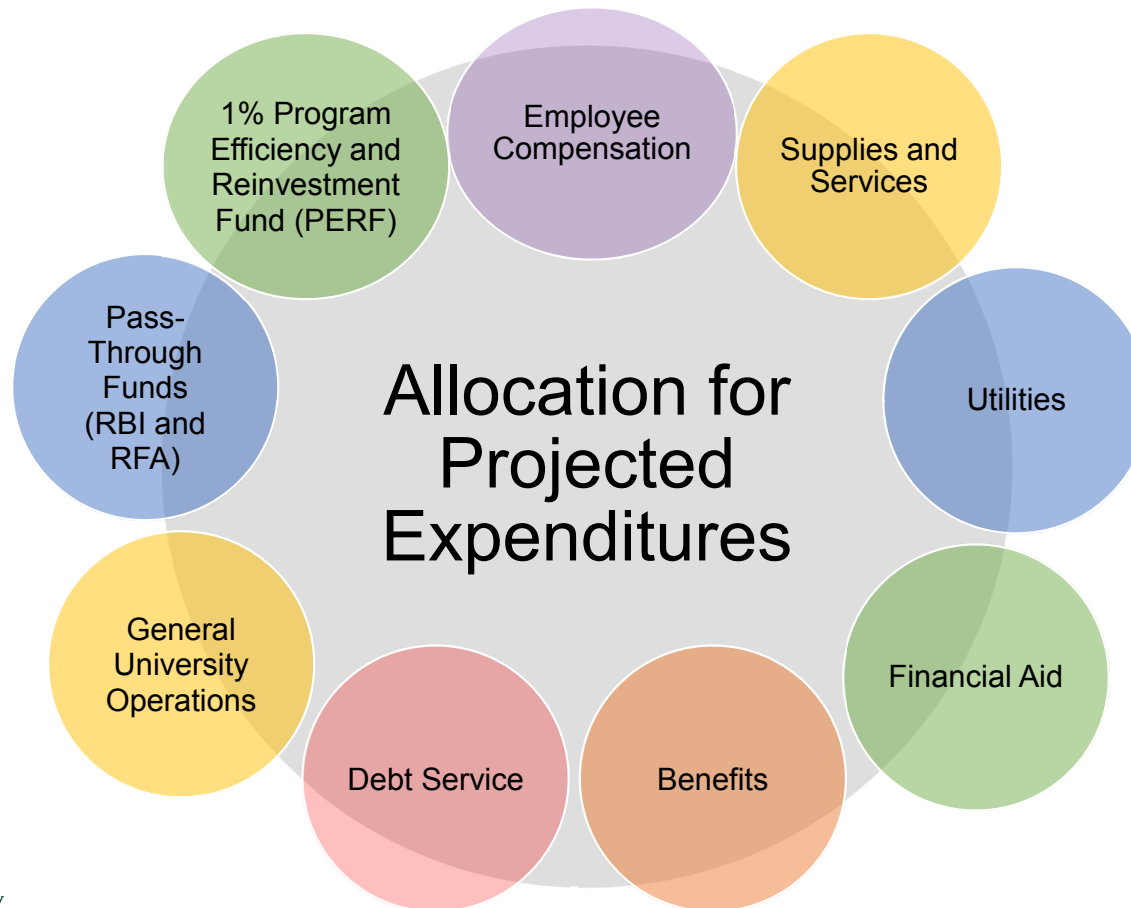 1% Program
Efficiency and
Reinvestment
Fund (PERF)
Employee
Compensation
Supplies and
Services
Pass-
Through
Funds
(RBI and
RFA)
Allocation for
Projected
Expenditures
Utilities
General
University
Operations
Financial Aid
Debt Service
Benefits